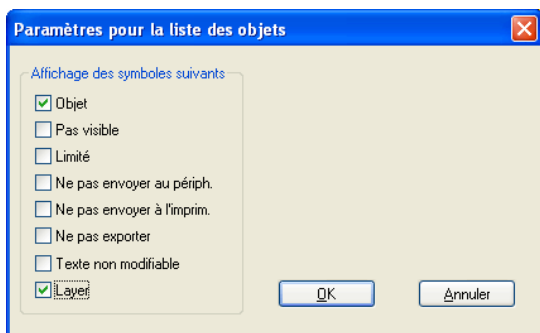 Paramètres pour la liste des objets
Affichage des symboles suivants
Objet
Pas visible
Limité
Ne pas envoyer au périph.
Ne pas envoyer à l'imprim.
Ne pas exporter
Texte non modifiable
Layer
OK
Annuler